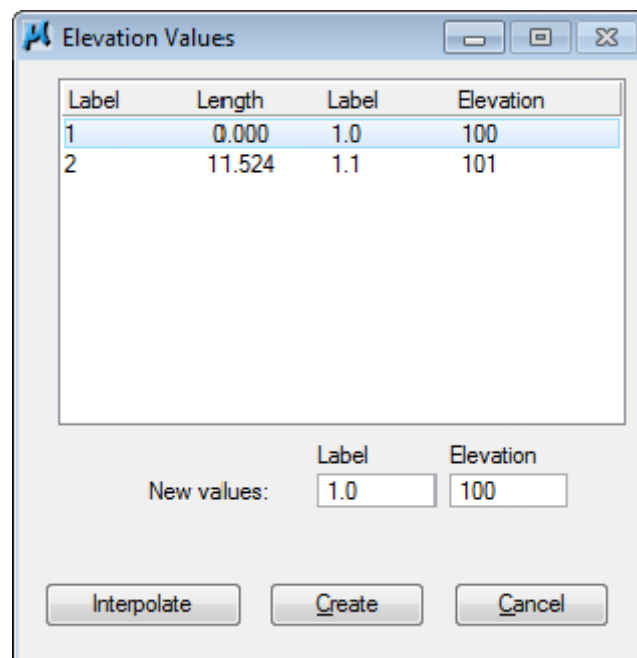 Elevation Values
Label Length Label Elevation
1 0.000 1.0 100
2 11.524 1.1 101
Label Elevation
New values: 1.0 100
Interpolate Create Cancel